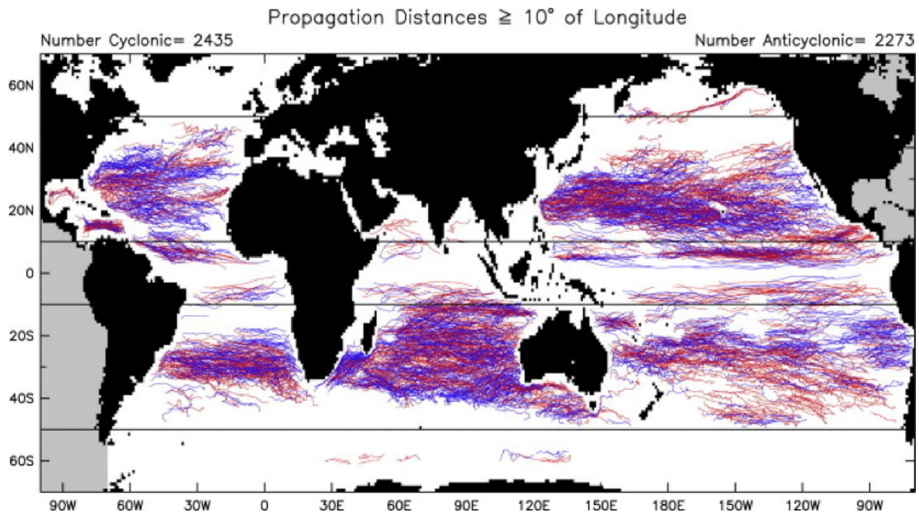 Propagation Distances ≧ 10° of Longitude
Number Cyclonic= 2435 Number Anticyclonic= 2273
60N
40N
20N
0
20S
40S
60S
90W 60W 30W 0 30E 60E 90E 120E 150E 180E 150W 120W 90W